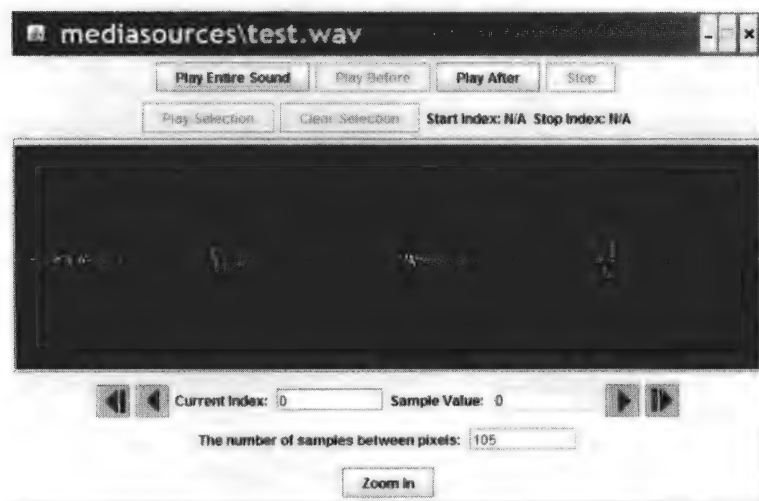 mediasources\test.wav
Play Entire Sound Play Before Play After Stop
Play Selection Clear Selection Start Index: N/A Stop Index: N/A
Current Index: 0 Sample Value: 0
The number of samples between pixels: 105
Zoom In